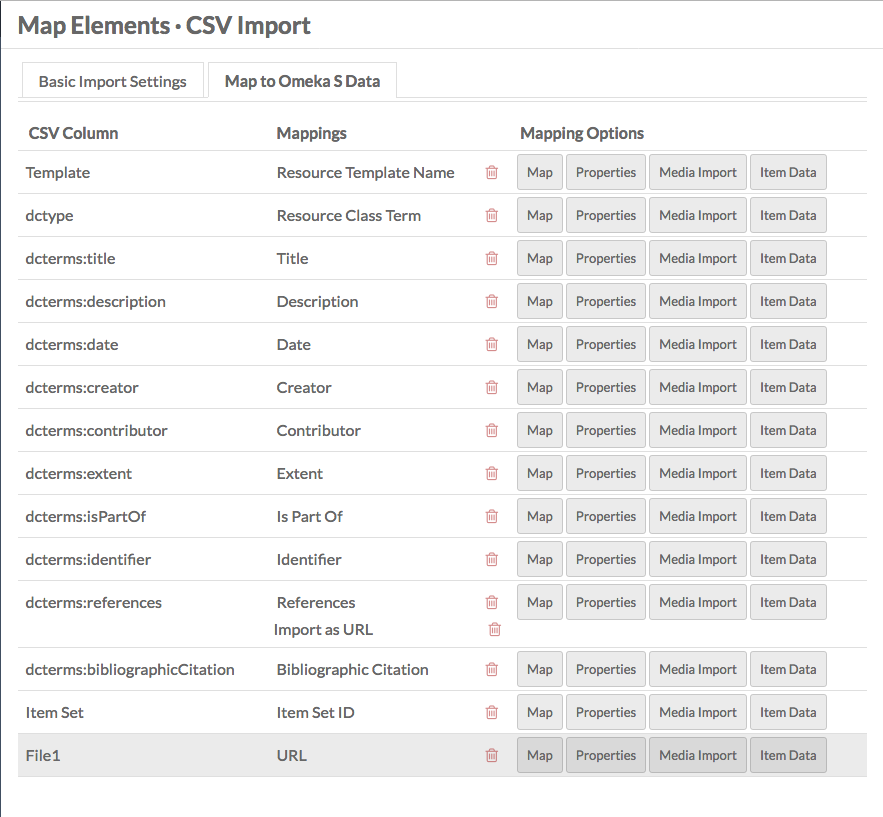 Map Elements · CSV Import
Basic Import Settings Map to Omeka S Data
CSV Column Mappings Mapping Options
Template Resource Template Name Map Properties Media Import Item Data
dctype Resource Class Term Map Properties Media Import Item Data
dcterms:title Title Map Properties Media Import Item Data
dcterms:description Description Map Properties Media Import Item Data
dcterms:date Date Map Properties Media Import Item Data
dcterms:creator Creator Map Properties Media Import Item Data
dcterms:contributor Contributor Map Properties Media Import Item Data
dcterms:extent Extent Map Properties Media Import Item Data
dcterms:isPartOf Is Part Of Map Properties Media Import Item Data
dcterms:identifier Identifier Map Properties Media Import Item Data
dcterms:references References Map Properties Media Import Item Data
Import as URL
dcterms:bibliographicCitation Bibliographic Citation Map Properties Media Import Item Data
Item Set Item Set ID Map Properties Media Import Item Data
File1 URL Map Properties Media Import Item Data